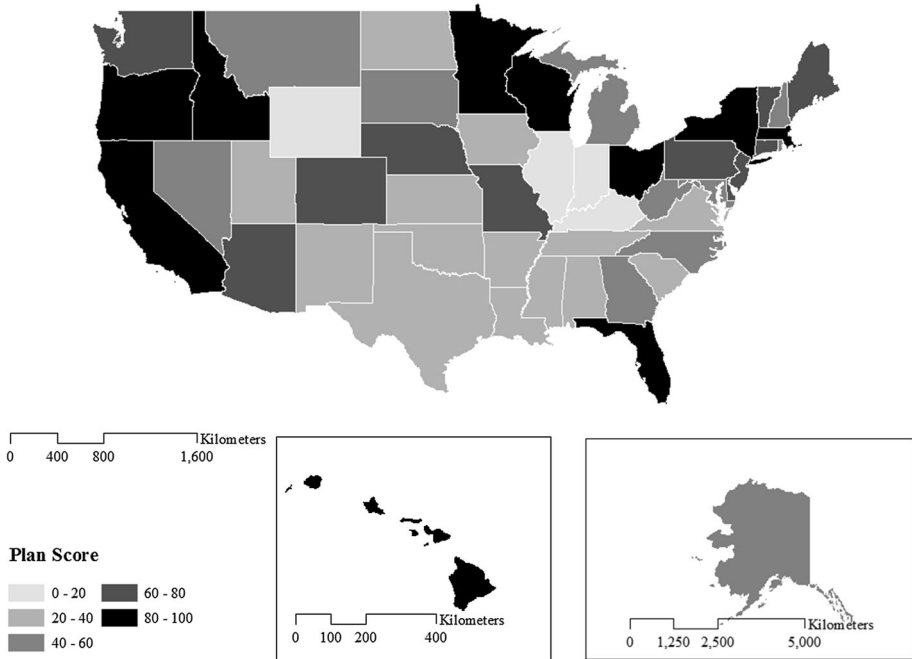 Kilometers
0 400 800 1,600
Plan Score
0 - 20 60 - 80
20 - 40 80 - 100
40 - 60
Kilometers
0 100 200 400
Kilometers
0 1,250 2,500 5,000